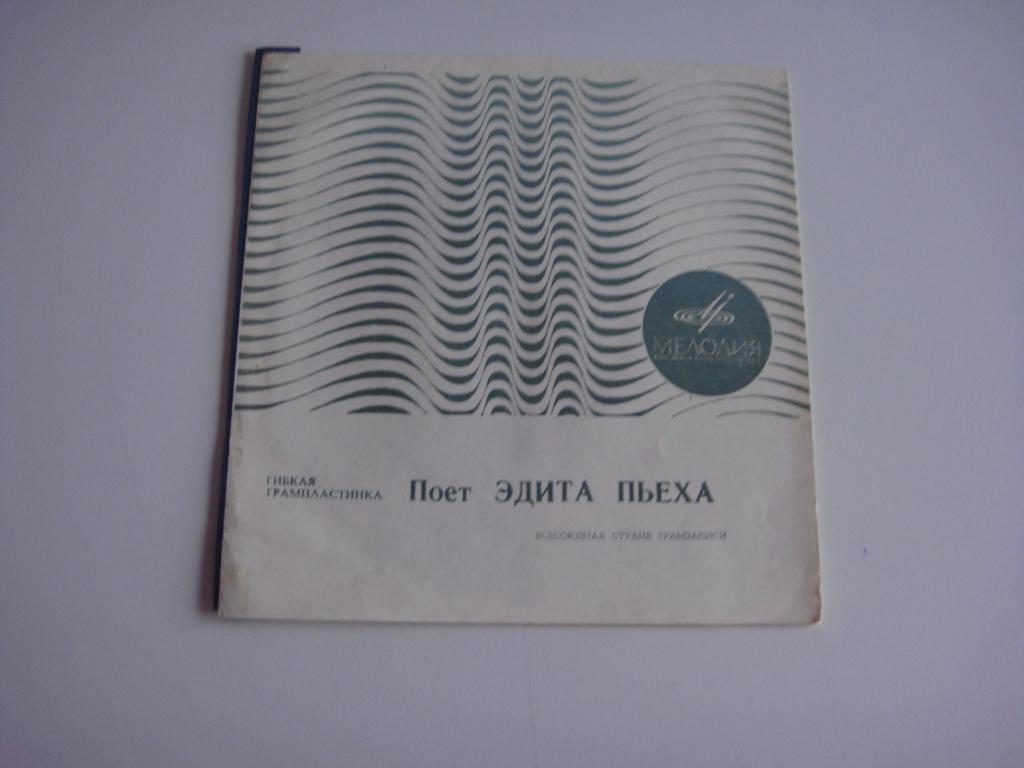 МЕЛОДИЯ
ГИБКАЯ
ГРАМПЛАСТИНКА
Поет ЭДИТА ПЬЕХА
ВСЕСОЮЗНАЯ СТУДИЯ ГРАМЗАПИСИ